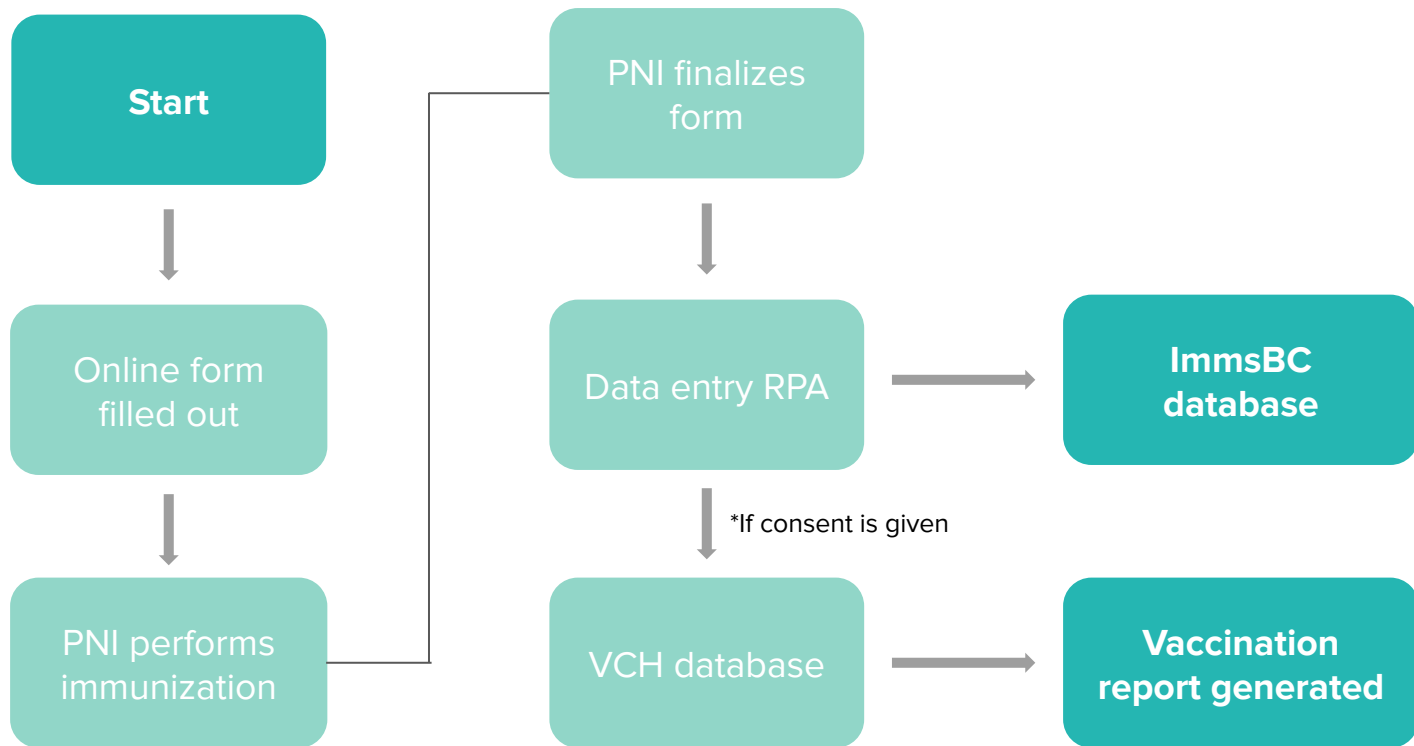 Start
Online form
filled out
PNI performs
immunization
PNI finalizes
form
Data entry RPA
*If consent is given
VCH database
ImmsBC
database
Vaccination
report generated